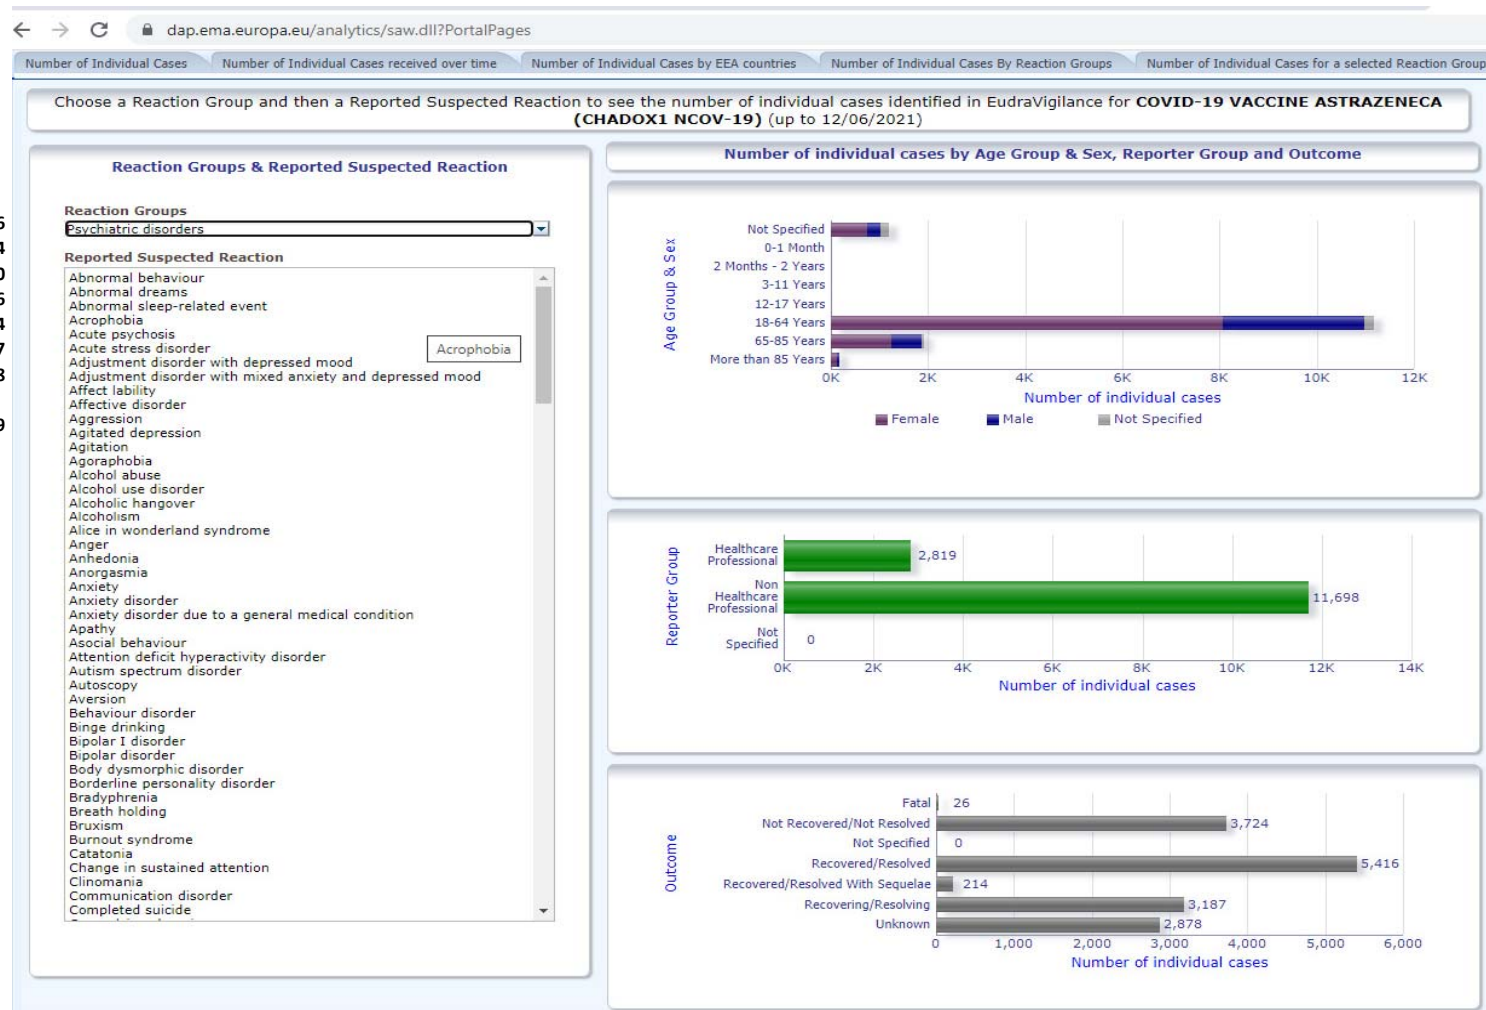 dap.ema.europa.eu/analytics/saw.dll?PortalPages
Number of Individual Cases
Number of Individual Cases received over time
Number of Individual Cases by EEA countries
Number of Individual Cases By Reaction Groups
Number of Individual Cases for a selected Reaction Group
Choose a Reaction Group and then a Reported Suspected Reaction to see the number of individual cases identified in EudraVigilance for COVID-19 VACCINE ASTRAZENECA
(CHADOX1 NCOV-19) (up to 12/06/2021)
Reaction Groups & Reported Suspected Reaction
Reaction Groups
Psychiatric disorders
Reported Suspected Reaction
Abnormal behaviour
Abnormal dreams
Abnormal sleep-related event
Acrophobia
Acute psychosis
Acute stress disorder
Acrophobia
Adjustment disorder with depressed mood
Adjustment disorder with mixed anxiety and depressed mood
Affect lability
Affective disorder
Aggression
Agitated depression
Agitation
Agoraphobia
Alcohol abuse
Alcohol use disorder
Alcoholic hangover
Alcoholism
Alice in wonderland syndrome
Anger
Anhedonia
Anorgasmia
Anxiety
Anxiety disorder
Anxiety disorder due to a general medical condition
Apathy
Asocial behaviour
Attention deficit hyperactivity disorder
Autism spectrum disorder
Autoscopy
Aversion
Behaviour disorder
Binge drinking
Bipolar I disorder
Bipolar disorder
Body dysmorphic disorder
Borderline personality disorder
Bradyphrenia
Breath holding
Bruxism
Burnout syndrome
Catatonia
Change in sustained attention
Clinomania
Communication disorder
Completed suicide
Number of individual cases by Age Group & Sex, Reporter Group and Outcome
Age Group & Sex
Not Specified
0-1 Month
2 Months - 2 Years
3-11 Years
12-17 Years
18-64 Years
65-85 Years
More than 85 Years
0K 2K 4K 6K 8K 10K 12K
Number of individual cases
Female Male Not Specified
Reporter Group
Healthcare
Professional
2,819
Non
Healthcare
Professional
11,698
Not
Specified
0
0K 2K 4K 6K 8K 10K 12K 14K
Number of individual cases
Outcome
Fatal 26
Not Recovered/Not Resolved 3,724
Not Specified 0
Recovered/Resolved 5,416
Recovered/Resolved With Sequelae 214
Recovering/Resolving 3,187
Unknown 2,878
0 1,000 2,000 3,000 4,000 5,000 6,000
Number of individual cases